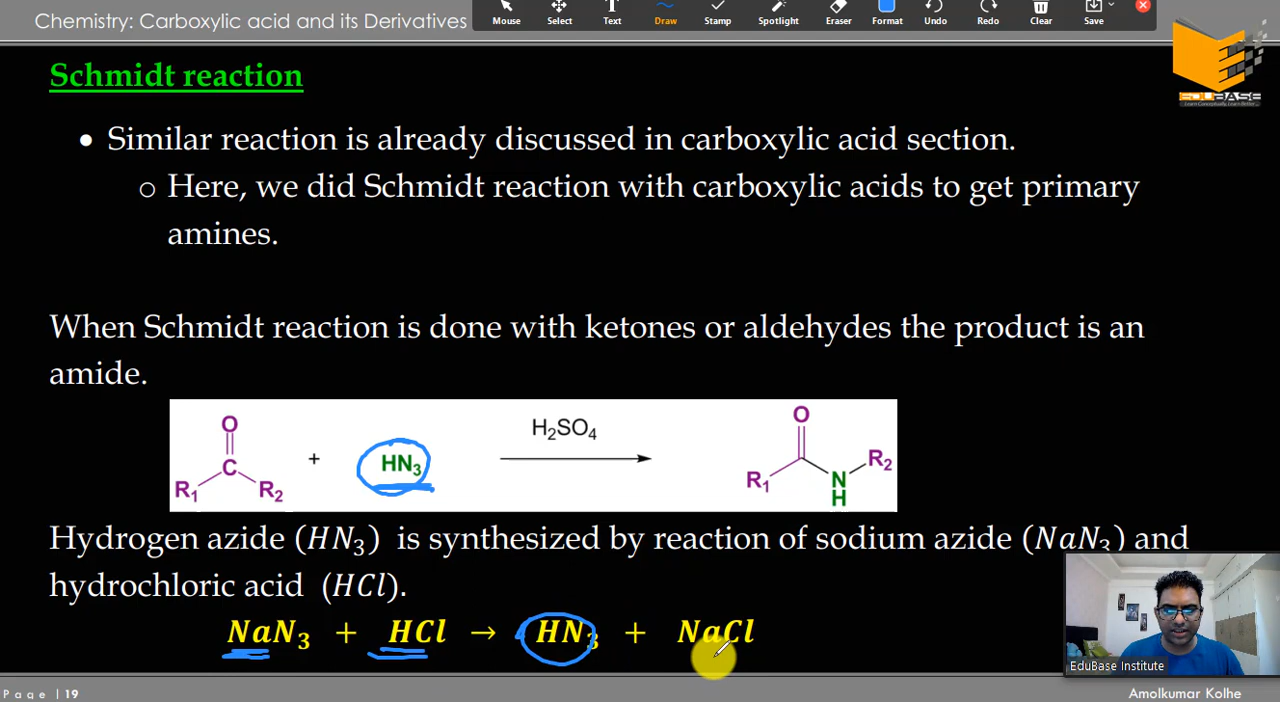 Chemistry: Carboxylic acid and its Derivatives
Mouse Select Text Draw Stamp Spotlight Eraser Format Undo Redo Clear Save
EDUBASE
Schmidt reaction
• Similar reaction is already discussed in carboxylic acid section.
o Here, we did Schmidt reaction with carboxylic acids to get primary
amines.
When Schmidt reaction is done with ketones or aldehydes the product is an
amide.
O
C
R₁ R₂
+ HN₃
H₂SO₄
O
R₁ N R₂
H
Hydrogen azide (HN₃) is synthesized by reaction of sodium azide (NaN₃) and
hydrochloric acid (HCl).
NaN₃ + HCl → HN₃ + NaCl
EduBase Institute
Page | 19
Amolkumar Kolhe